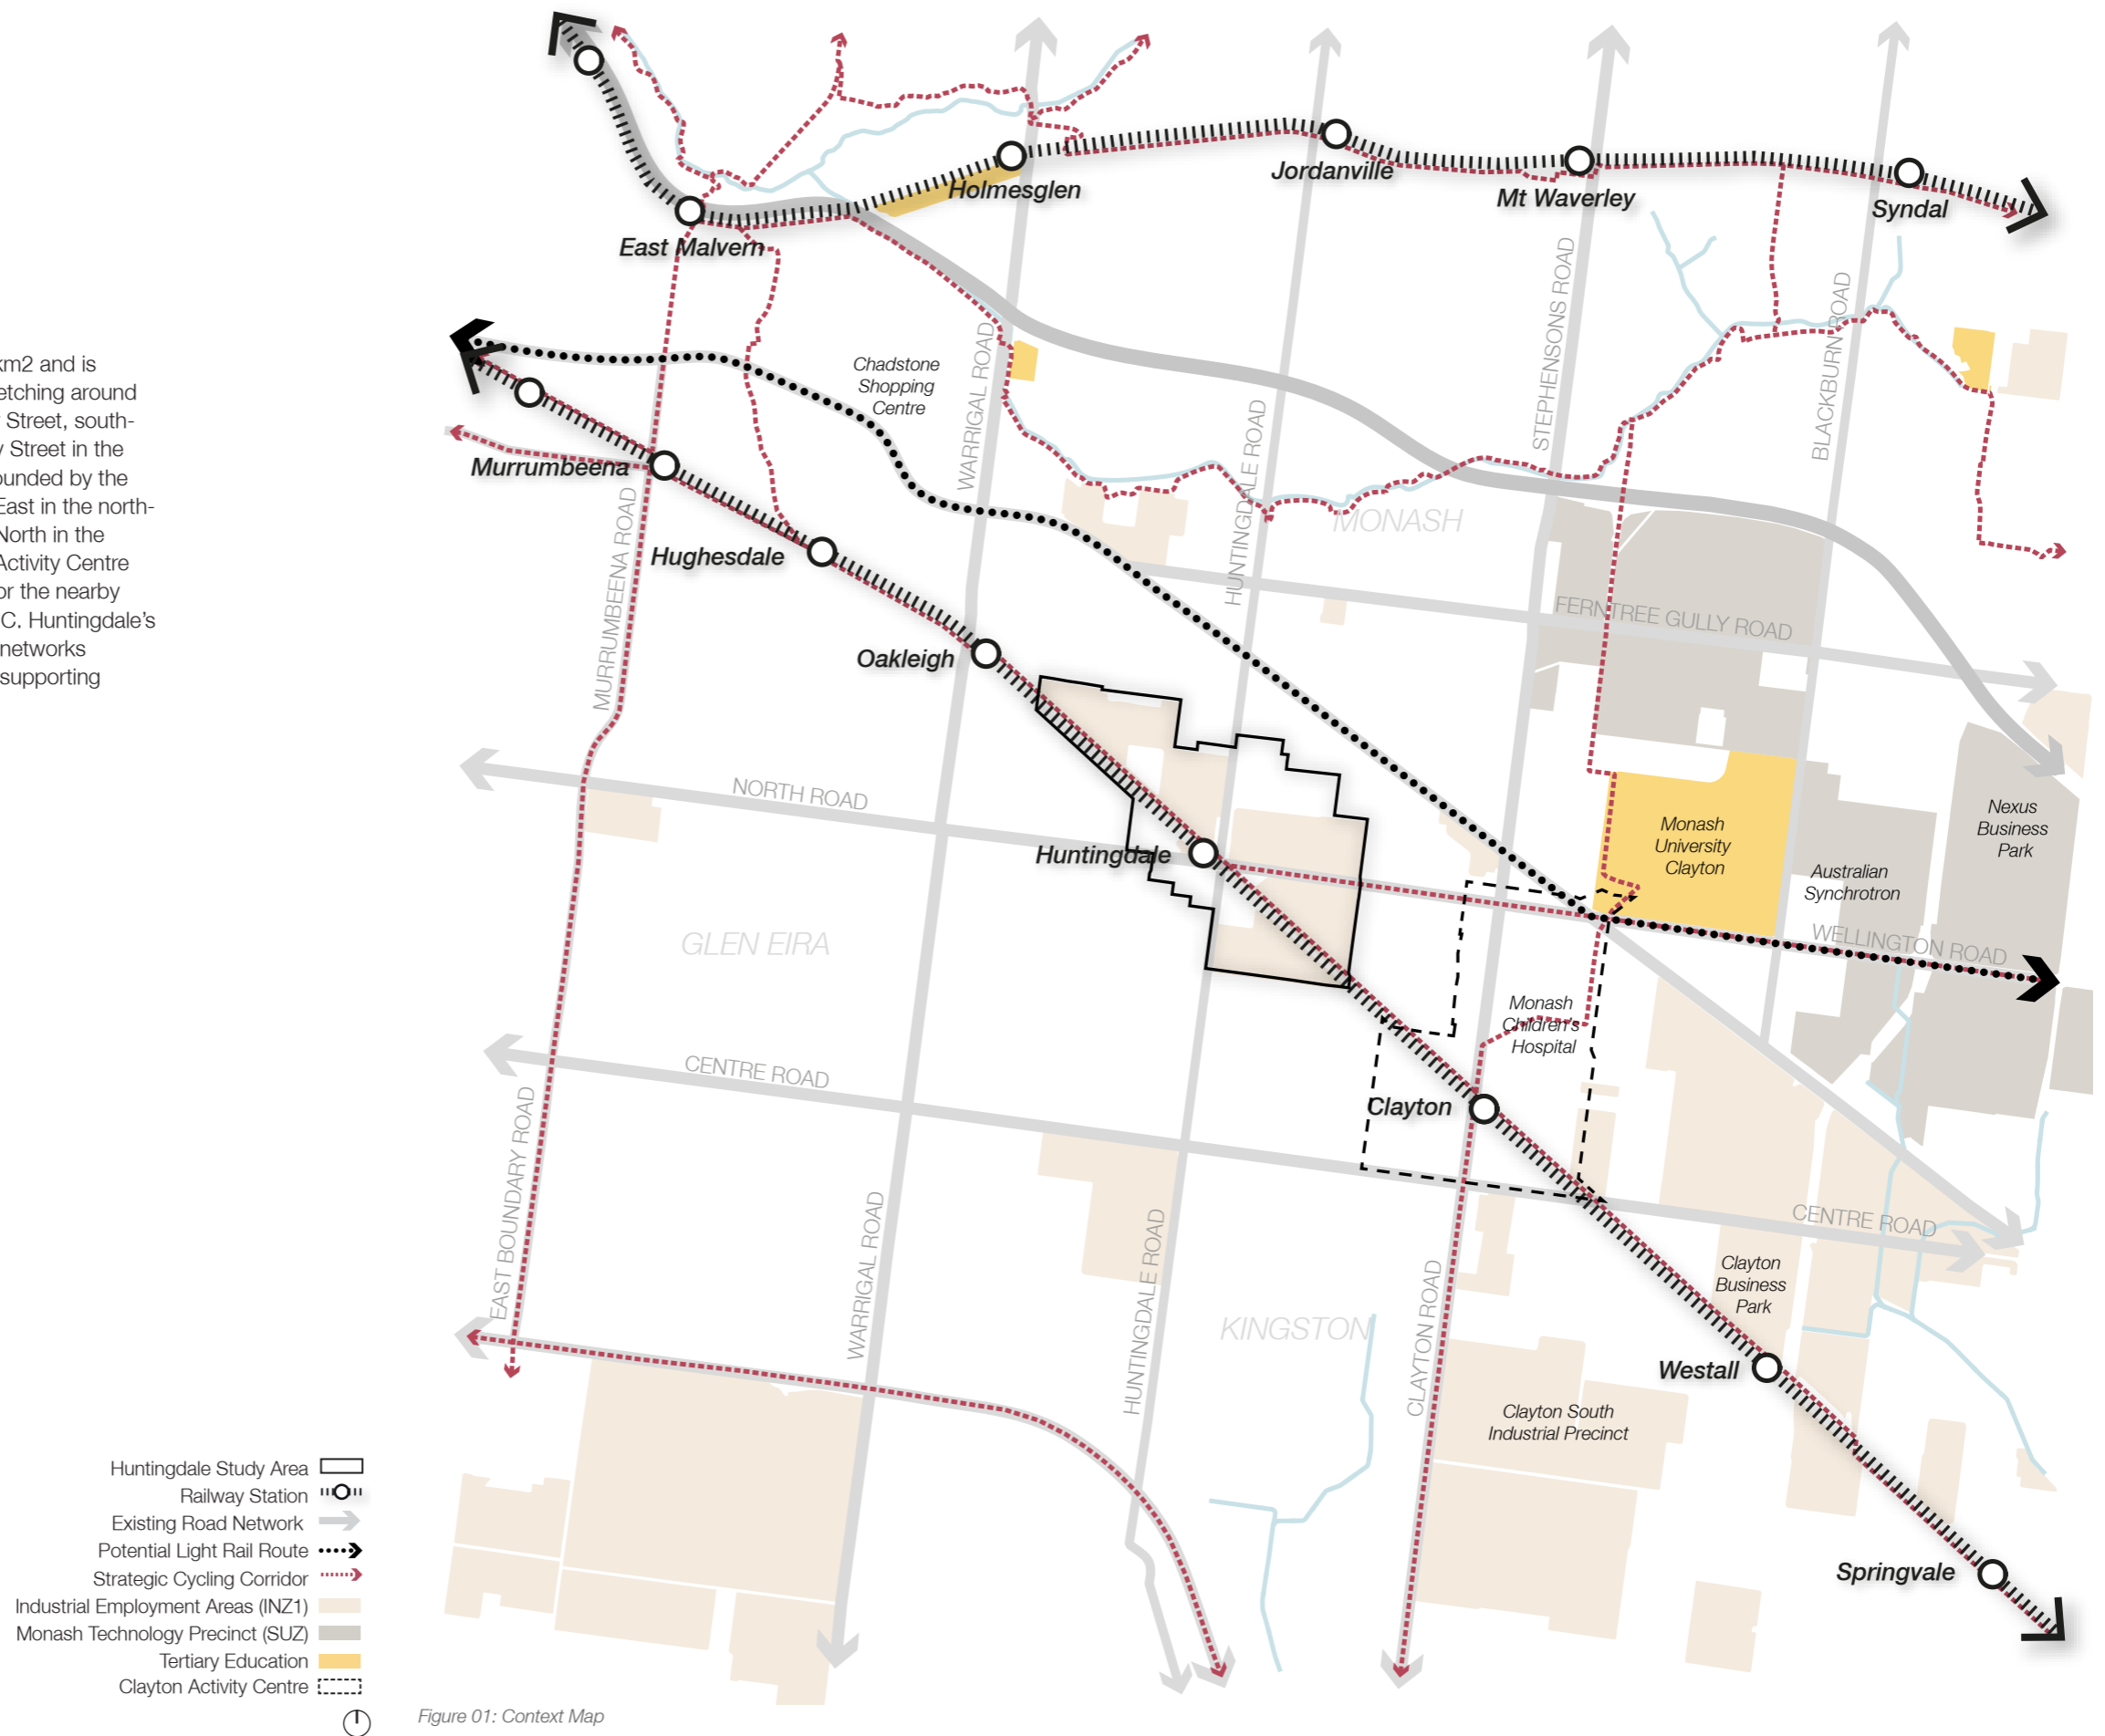 km2 and is
etching around
Street, south-
y Street in the
ounded by the
East in the north-
North in the
Activity Centre
or the nearby
C. Huntingdale's
networks
supporting
Holmesglen
Jordanville
Mt Waverley
Syndal
East Malvern
Chadstone
Shopping
Centre
WARRIGAL ROAD
STEPHENSONS ROAD
BLACKBURN ROAD
HUNTINGDALE ROAD
Murrumbeena
MURRUMBEENA ROAD
MONASH
Hughesdale
FERNTREE GULLY ROAD
Oakleigh
NORTH ROAD
Huntingdale
Monash
University
Clayton
Nexus
Business
Park
Australian
Synchrotron
WELLINGTON ROAD
GLEN EIRA
Monash
Children's
Hospital
CENTRE ROAD
Clayton
EAST BOUNDARY ROAD
WARRIGAL ROAD
HUNTINGDALE ROAD
CLAYTON ROAD
CENTRE ROAD
Clayton
Business
Park
KINGSTON
Westall
Clayton South
Industrial Precinct
Springvale
Huntingdale Study Area
Railway Station
Existing Road Network
Potential Light Rail Route
Strategic Cycling Corridor
Industrial Employment Areas (INZ1)
Monash Technology Precinct (SUZ)
Tertiary Education
Clayton Activity Centre
Figure 01: Context Map